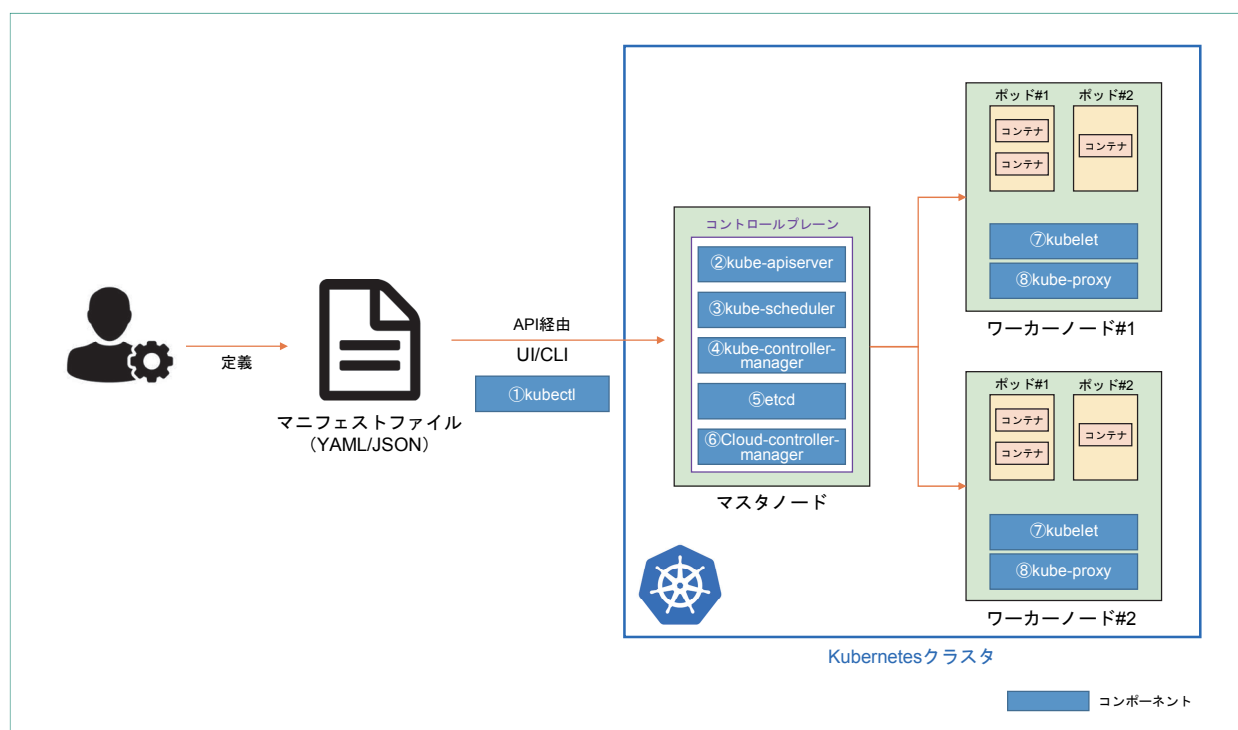 定義
マニフェストファイル
（YAML/JSON）
API経由
UI/CLI
①kubectl
コントロールプレーン
②kube-apiserver
③kube-scheduler
④kube-controller-
manager
⑤etcd
⑥Cloud-controller-
manager
マスタノード
ポッド#1
ポッド#2
コンテナ
コンテナ
コンテナ
⑦kubelet
⑧kube-proxy
ワーカーノード#1
ポッド#1
ポッド#2
コンテナ
コンテナ
コンテナ
⑦kubelet
⑧kube-proxy
ワーカーノード#2
Kubernetesクラスタ
コンポーネント